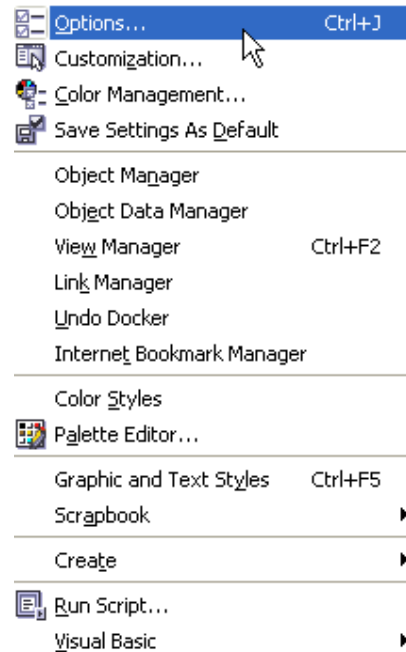 Options... Ctrl+J
Customization...
Color Management...
Save Settings As Default
Object Manager
Object Data Manager
View Manager Ctrl+F2
Link Manager
Undo Docker
Internet Bookmark Manager
Color Styles
Palette Editor...
Graphic and Text Styles Ctrl+F5
Scrapbook
Create
Run Script...
Visual Basic